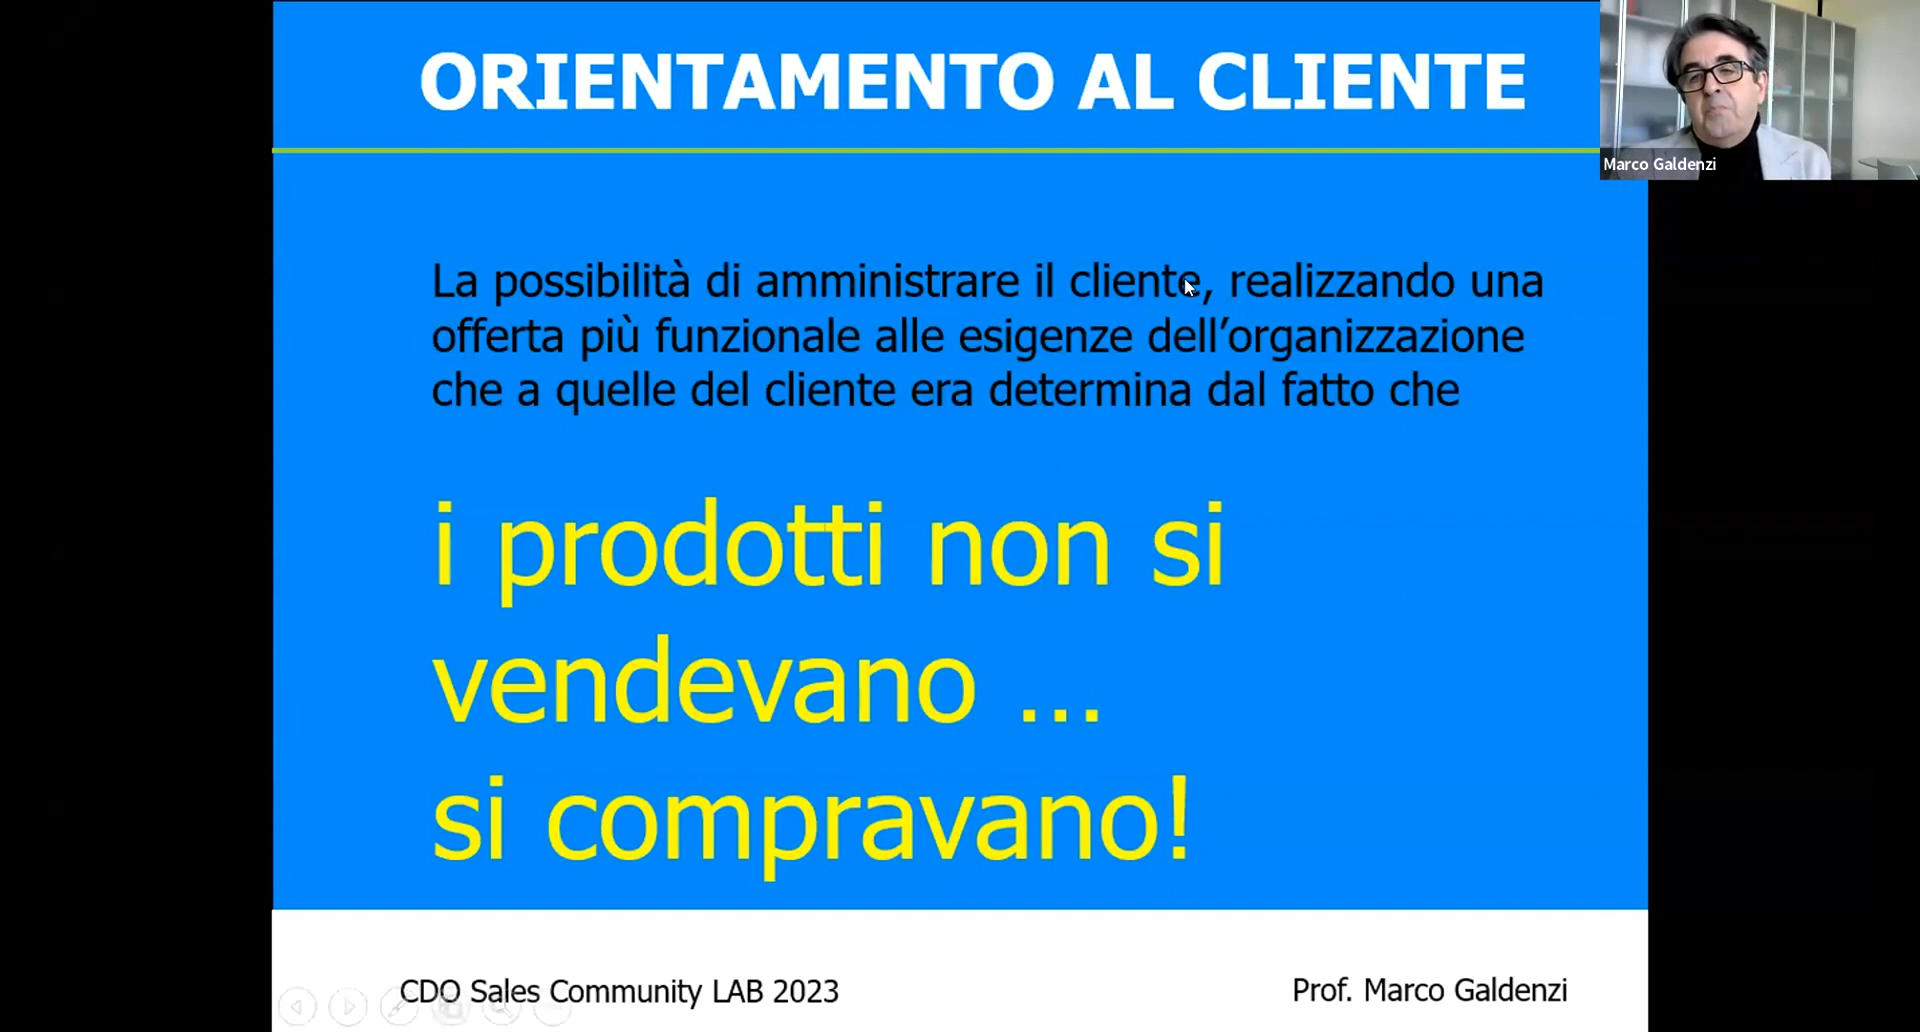 ORIENTAMENTO AL CLIENTE
Marco Galdenzi
La possibilità di amministrare il cliente, realizzando una
offerta più funzionale alle esigenze dell’organizzazione
che a quelle del cliente era determina dal fatto che
i prodotti non si
vendevano ...
si compravano!
CDO Sales Community LAB 2023
Prof. Marco Galdenzi